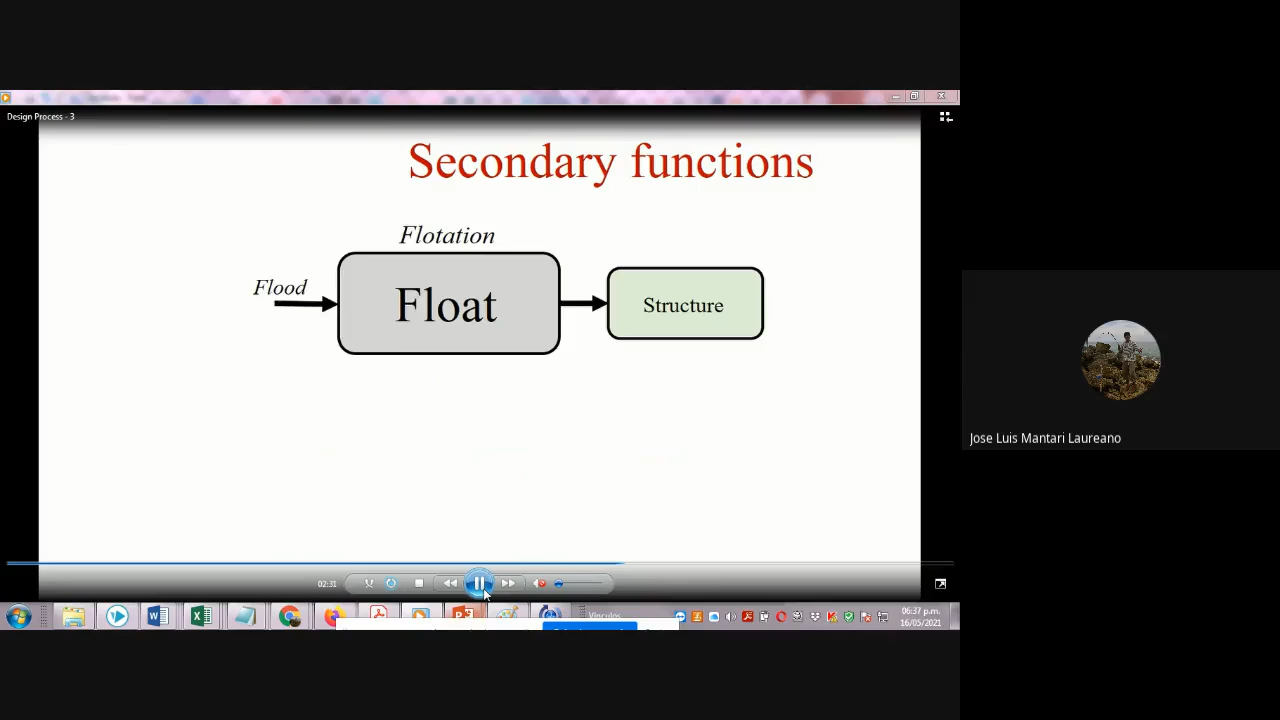 Design Process - 3
Secondary functions
Flotation
Flood
Float
Structure
Jose Luis Mantari Laureano
02:31
Vínculos
06:37 p.m.
16/05/2021